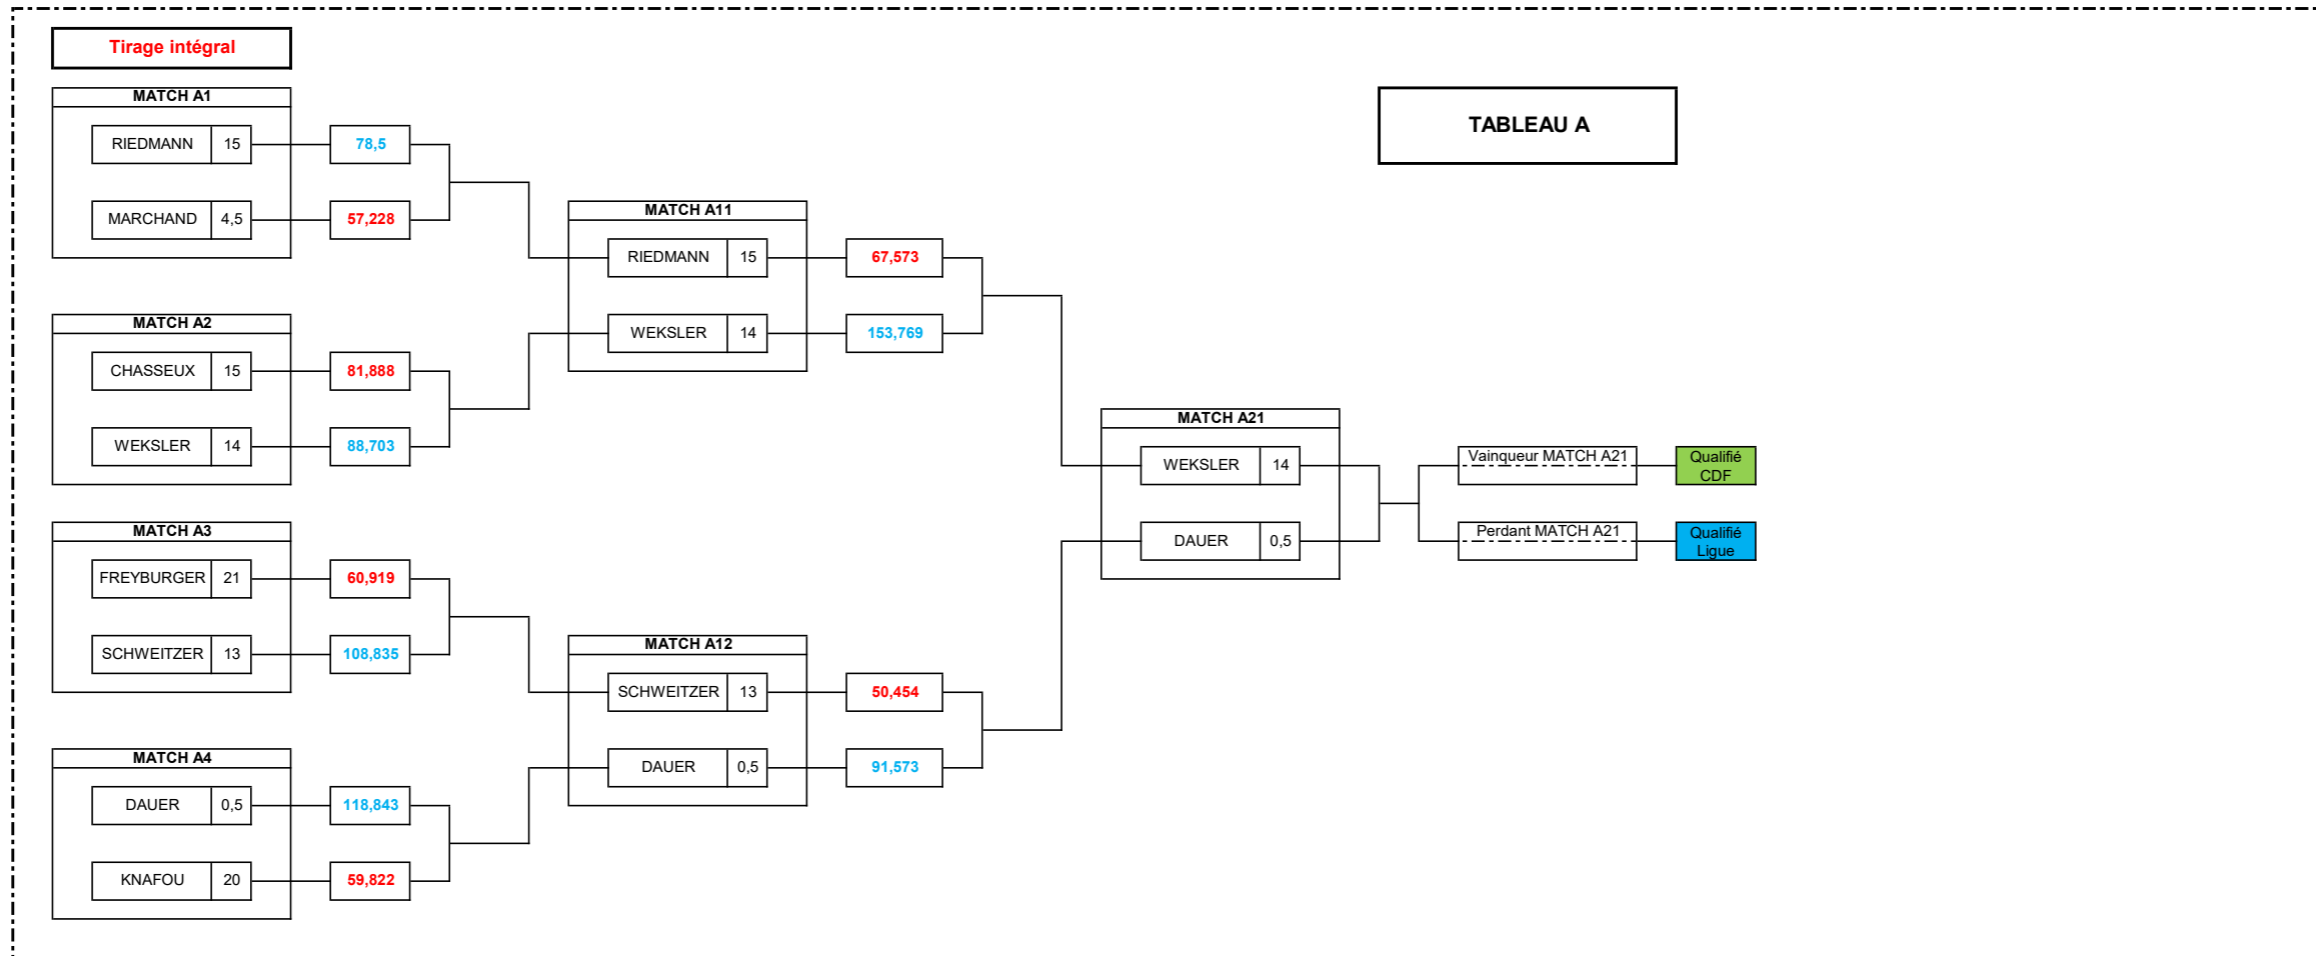 Tirage intégral
TABLEAU A
MATCH A1
RIEDMANN 15 78,5
MARCHAND 4,5 57,228
MATCH A11
RIEDMANN 15 67,573
WEKSLER 14 153,769
MATCH A2
CHASSEUX 15 81,888
WEKSLER 14 88,703
MATCH A21
WEKSLER 14
DAUER 0,5
Vainqueur MATCH A21
Qualifié
CDF
Perdant MATCH A21
Qualifié
Ligue
MATCH A3
FREYBURGER 21 60,919
SCHWEITZER 13 108,835
MATCH A12
SCHWEITZER 13 50,454
DAUER 0,5 91,573
MATCH A4
DAUER 0,5 118,843
KNAFOU 20 59,822